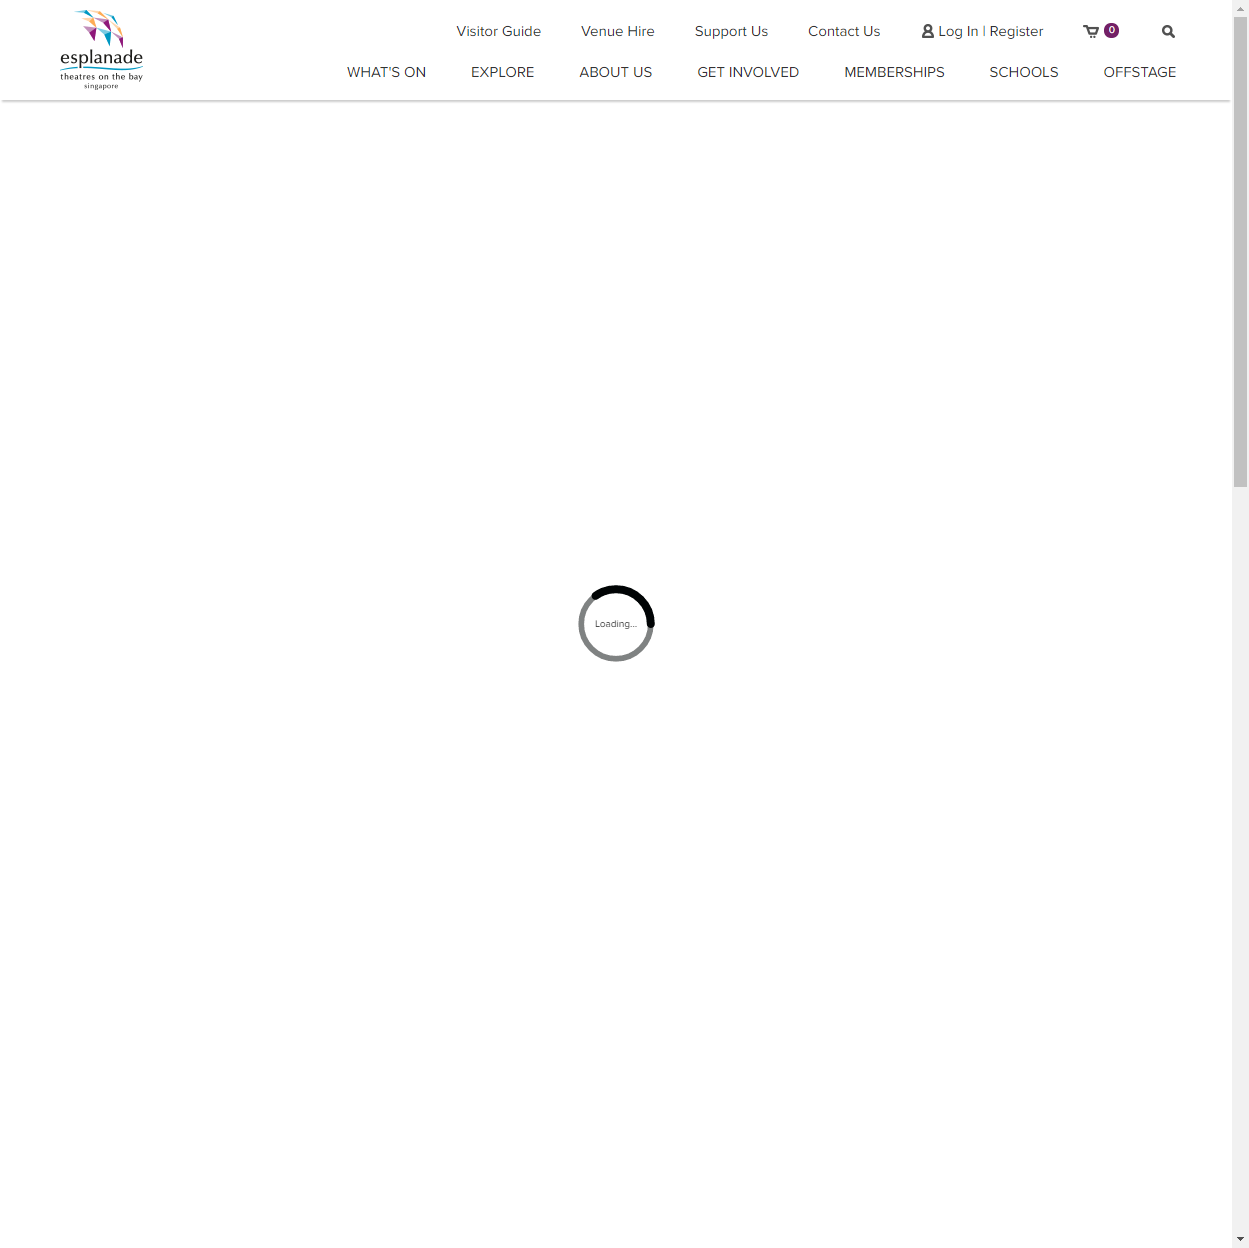 esplanade
theatres on the bay
singapore
Visitor Guide
Venue Hire
Support Us
Contact Us
Log In | Register
0
WHAT'S ON
EXPLORE
ABOUT US
GET INVOLVED
MEMBERSHIPS
SCHOOLS
OFFSTAGE
Loading...